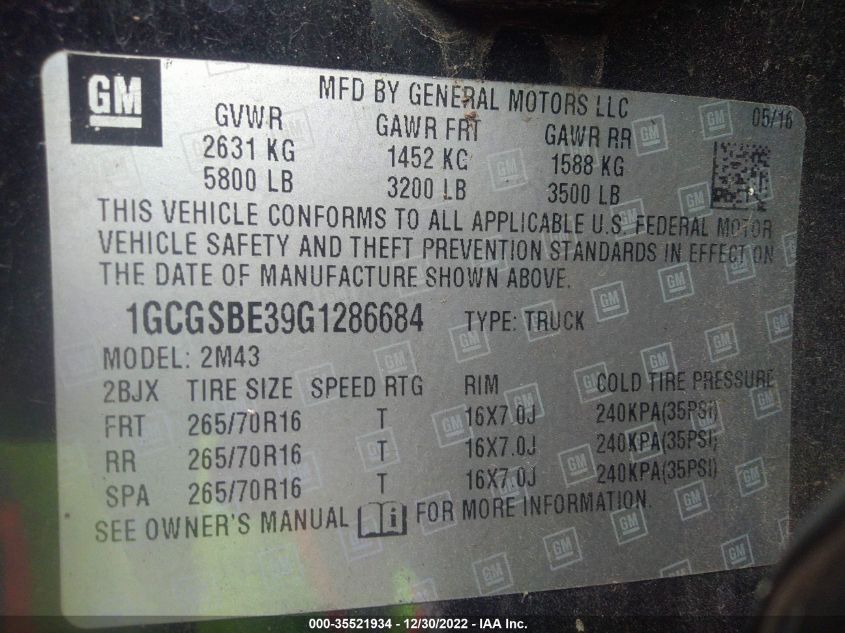 GM
MFD BY GENERAL MOTORS LLC
05/16
GVWR GAWR FRT GAWR RR
2631 KG 1452 KG 1588 KG
5800 LB 3200 LB 3500 LB
THIS VEHICLE CONFORMS TO ALL APPLICABLE U.S. FEDERAL MOTOR
VEHICLE SAFETY AND THEFT PREVENTION STANDARDS IN EFFECT ON
THE DATE OF MANUFACTURE SHOWN ABOVE.
1GCGSBE39G1286684 TYPE: TRUCK
MODEL: 2M43
2BJX TIRE SIZE SPEED RTG RIM COLD TIRE PRESSURE
FRT 265/70R16 T 16X7.0J 240KPA(35PSI)
RR 265/70R16 T 16X7.0J 240KPA(35PSI)
SPA 265/70R16 T 16X7.0J 240KPA(35PSI)
SEE OWNER'S MANUAL FOR MORE INFORMATION.
000-35521934 - 12/30/2022 - IAA Inc.